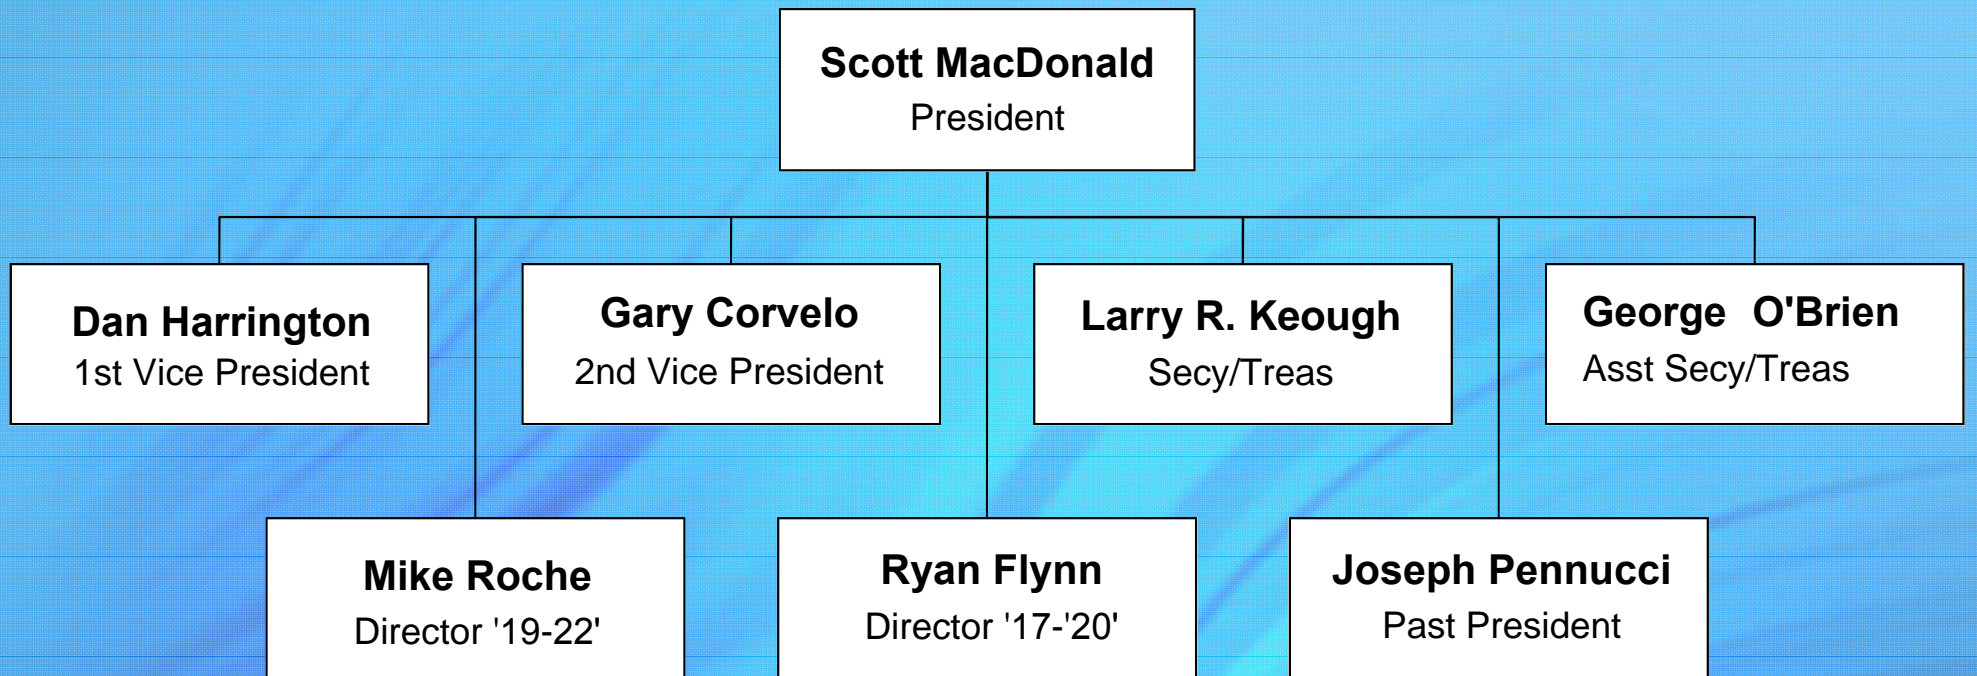 Scott MacDonald
President
Dan Harrington
1st Vice President
Gary Corvelo
2nd Vice President
Larry R. Keough
Secy/Treas
George  O'Brien
Asst Secy/Treas
Mike Roche
Director '19-22'
Ryan Flynn
Director '17-'20'
Joseph Pennucci
Past President